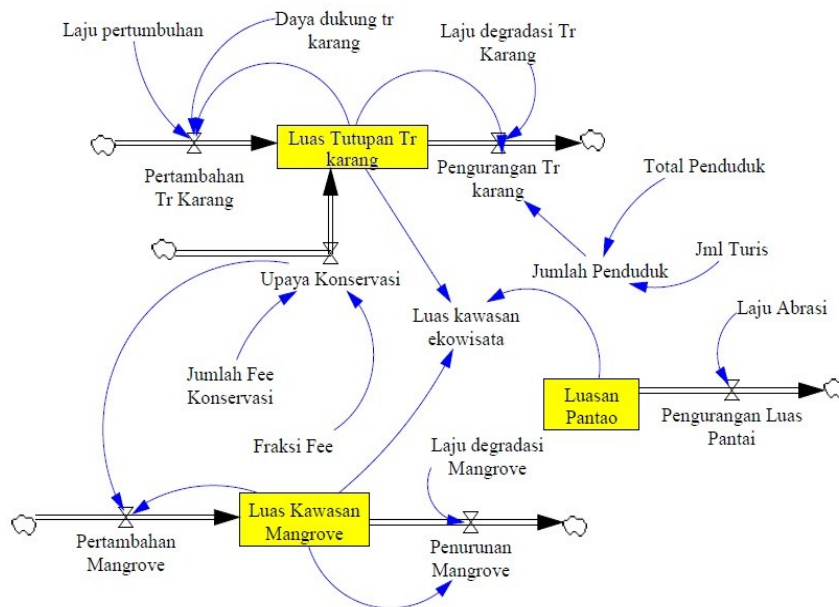 Laju pertumbuhan
Daya dukung tr
karang
Laju degradasi Tr
Karang
Luas Tutupan Tr
karang
Pertambahan
Tr Karang
Pengurangan Tr
karang
Total Penduduk
Jumlah Penduduk
Jml Turis
Upaya Konservasi
Luas kawasan
ekowisata
Laju Abrasi
Jumlah Fee
Konservasi
Luasan
Pantao
Pengurangan Luas
Pantai
Fraksi Fee
Laju degradasi
Mangrove
Luas Kawasan
Mangrove
Pertambahan
Mangrove
Penurunan
Mangrove